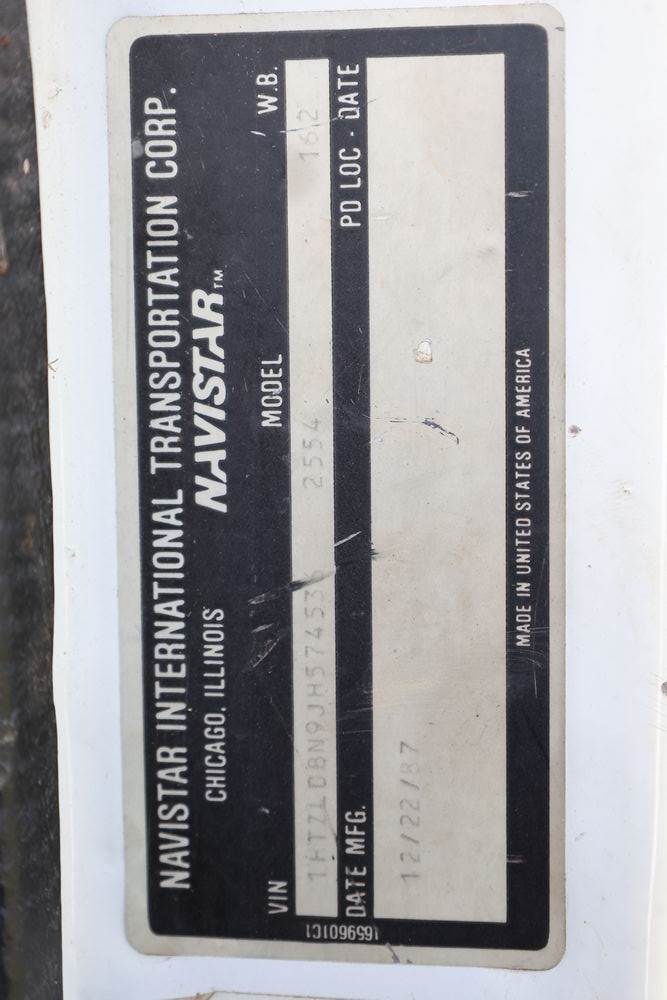 NAVISTAR INTERNATIONAL TRANSPORTATION CORP.
CHICAGO, ILLINOIS NAVISTAR™
VIN MODEL W.B.
1HTZLDBN9JH574536 2554 162
DATE MFG. PD LOC - DATE
12/22/87
MADE IN UNITED STATES OF AMERICA
1659601C1